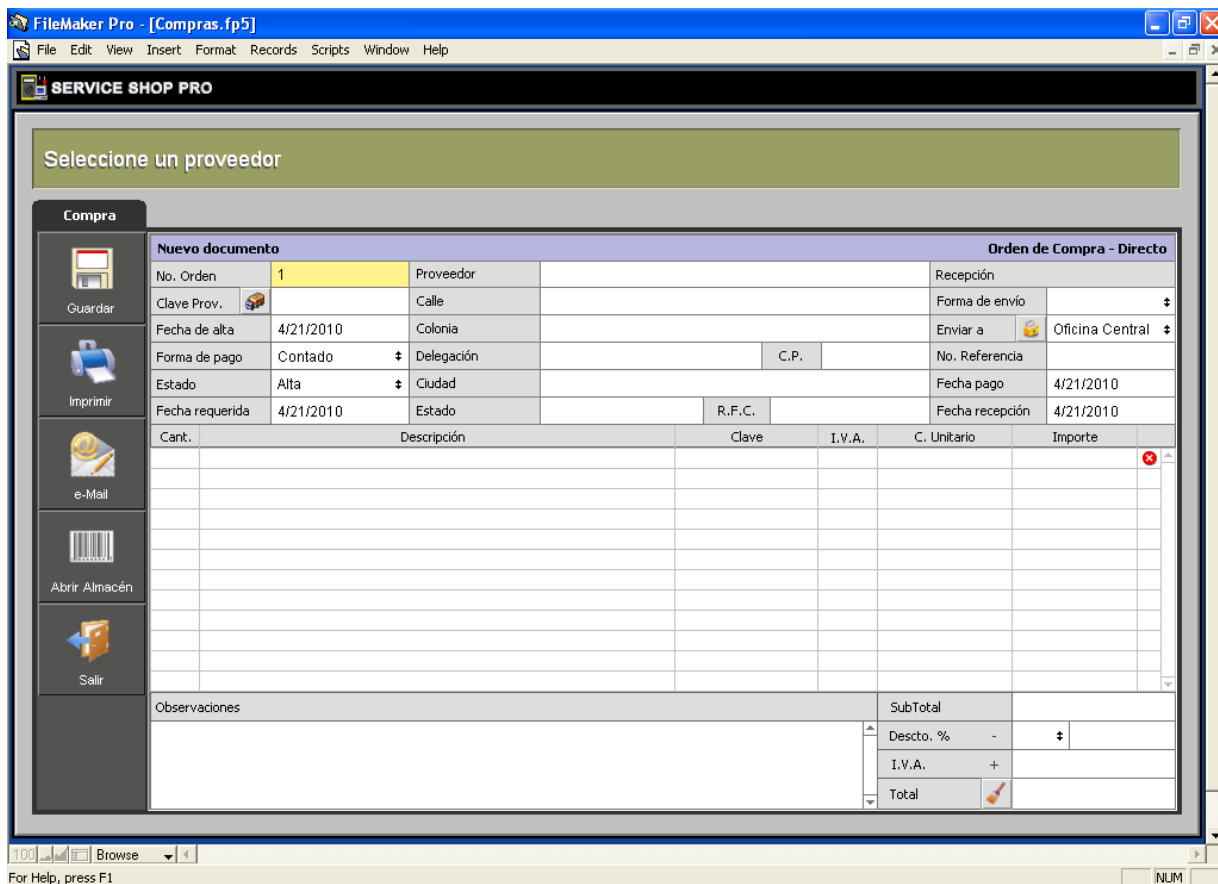 FileMaker Pro - [Compras.fp5]
File Edit View Insert Format Records Scripts Window Help
SERVICE SHOP PRO
Seleccione un proveedor
Compra
Nuevo documento Orden de Compra - Directo
No. Orden 1 Proveedor Recepción
Guardar Clave Prov. Calle Forma de envío
Fecha de alta 4/21/2010 Colonia Enviar a Oficina Central
Forma de pago Contado Delegación C.P. No. Referencia
Estado Alta Ciudad Fecha pago 4/21/2010
Imprimir
Fecha requerida 4/21/2010 Estado R.F.C. Fecha recepción 4/21/2010
Cant. Descripción Clave I.V.A. C. Unitario Importe
e-Mail
Abrir Almacén
Salir
Observaciones SubTotal
Descto. % -
I.V.A. +
Total
100 Browse
For Help, press F1 NUM